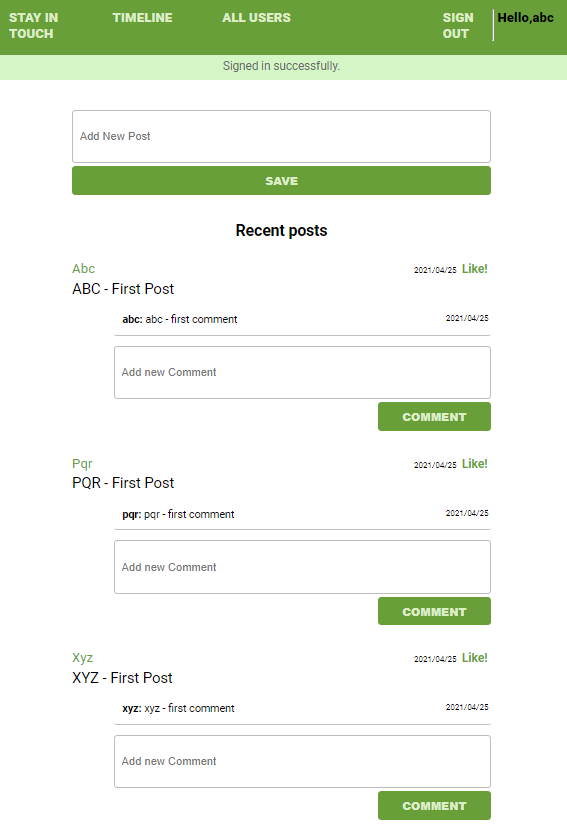 STAY IN TOUCH
TIMELINE
ALL USERS
SIGN OUT
Hello,abc
Signed in successfully.
Add New Post
SAVE
Recent posts
Abc 2021/04/25 Like!
ABC - First Post
abc: abc - first comment 2021/04/25
Add new Comment
COMMENT
Pqr 2021/04/25 Like!
PQR - First Post
pqr: pqr - first comment 2021/04/25
Add new Comment
COMMENT
Xyz 2021/04/25 Like!
XYZ - First Post
xyz: xyz - first comment 2021/04/25
Add new Comment
COMMENT